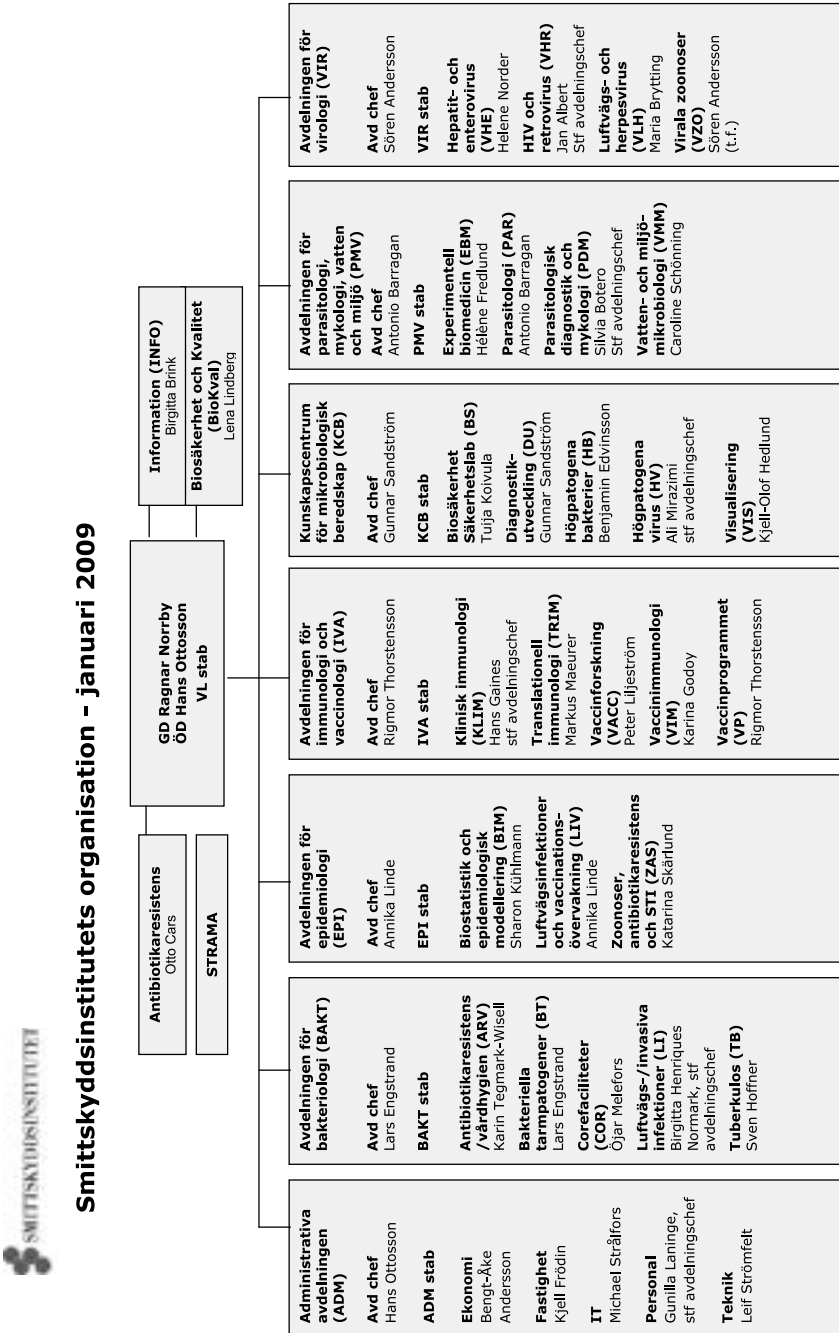 SMITTSKYDDSINSTITUTET
Smittskyddsinstitutets organisation – januari 2009
GD Ragnar Norrby
ÖD Hans Ottosson
VL stab
Antibiotikaresistens
Otto Cars
STRAMA
Information (INFO)
Birgitta Brink
Biosäkerhet och Kvalitet
(BioKval)
Lena Lindberg
Administrativa
avdelningen
(ADM)
Avd chef
Hans Ottosson
ADM stab
Ekonomi
Bengt-Åke
Andersson
Fastighet
Kjell Frödin
IT
Michael Strålfors
Personal
Gunilla Laninge,
stf avdelningschef
Teknik
Leif Strömfelt
Avdelningen för
bakteriologi (BAKT)
Avd chef
Lars Engstrand
BAKT stab
Antibiotikaresistens
/vårdhygien (ARV)
Karin Tegmark-Wisell
Bakteriella
tarmpatogener (BT)
Lars Engstrand
Corefaciliteter
(COR)
Öjar Melefors
Luftvägs-/invasiva
infektioner (LI)
Birgitta Henriques
Normark, stf
avdelningschef
Tuberkulos (TB)
Sven Hoffner
Avdelningen för
epidemiologi
(EPI)
Avd chef
Annika Linde
EPI stab
Biostatistik och
epidemiologisk
modellering (BIM)
Sharon Kühlmann
Luftvägsinfektioner
och vaccinations-
övervakning (LIV)
Annika Linde
Zoonoser,
antibiotikaresistens
och STI (ZAS)
Katarina Skärlund
Avdelningen för
immunologi och
vaccinologi (IVA)
Avd chef
Rigmor Thorstensson
IVA stab
Klinisk immunologi
(KLIM)
Hans Gaines
stf avdelningschef
Translationell
immunologi (TRIM)
Markus Maeurer
Vaccinforskning
(VACC)
Peter Liljeström
Vaccinimmunologi
(VIM)
Karina Godoy
Vaccinprogrammet
(VP)
Rigmor Thorstensson
Kunskapscentrum
för mikrobiologisk
beredskap (KCB)
Avd chef
Gunnar Sandström
KCB stab
Biosäkerhet
Säkerhetslab (BS)
Tuija Koivula
Diagnostik-
utveckling (DU)
Gunnar Sandström
Högpatogena
bakterier (HB)
Benjamin Edvinsson
Högpatogena
virus (HV)
Ali Mirazimi
stf avdelningschef
Visualisering
(VIS)
Kjell-Olof Hedlund
Avdelningen för
parasitologi,
mykologi, vatten
och miljö (PMV)
Avd chef
Antonio Barragan
PMV stab
Experimentell
biomedicin (EBM)
Hélène Fredlund
Parasitologi (PAR)
Antonio Barragan
Parasitologisk
diagnostik och
mykologi (PDM)
Silvia Botero
Stf avdelningschef
Vatten- och miljö-
mikrobiologi (VMM)
Caroline Schönning
Avdelningen för
virologi (VIR)
Avd chef
Sören Andersson
VIR stab
Hepatit- och
enterovirus
(VHE)
Helene Norder
HIV och
retrovirus (VHR)
Jan Albert
Stf avdelningschef
Luftvägs- och
herpesvirus
(VLH)
Maria Brytting
Virala zoonoser
(VZO)
Sören Andersson
(t.f.)